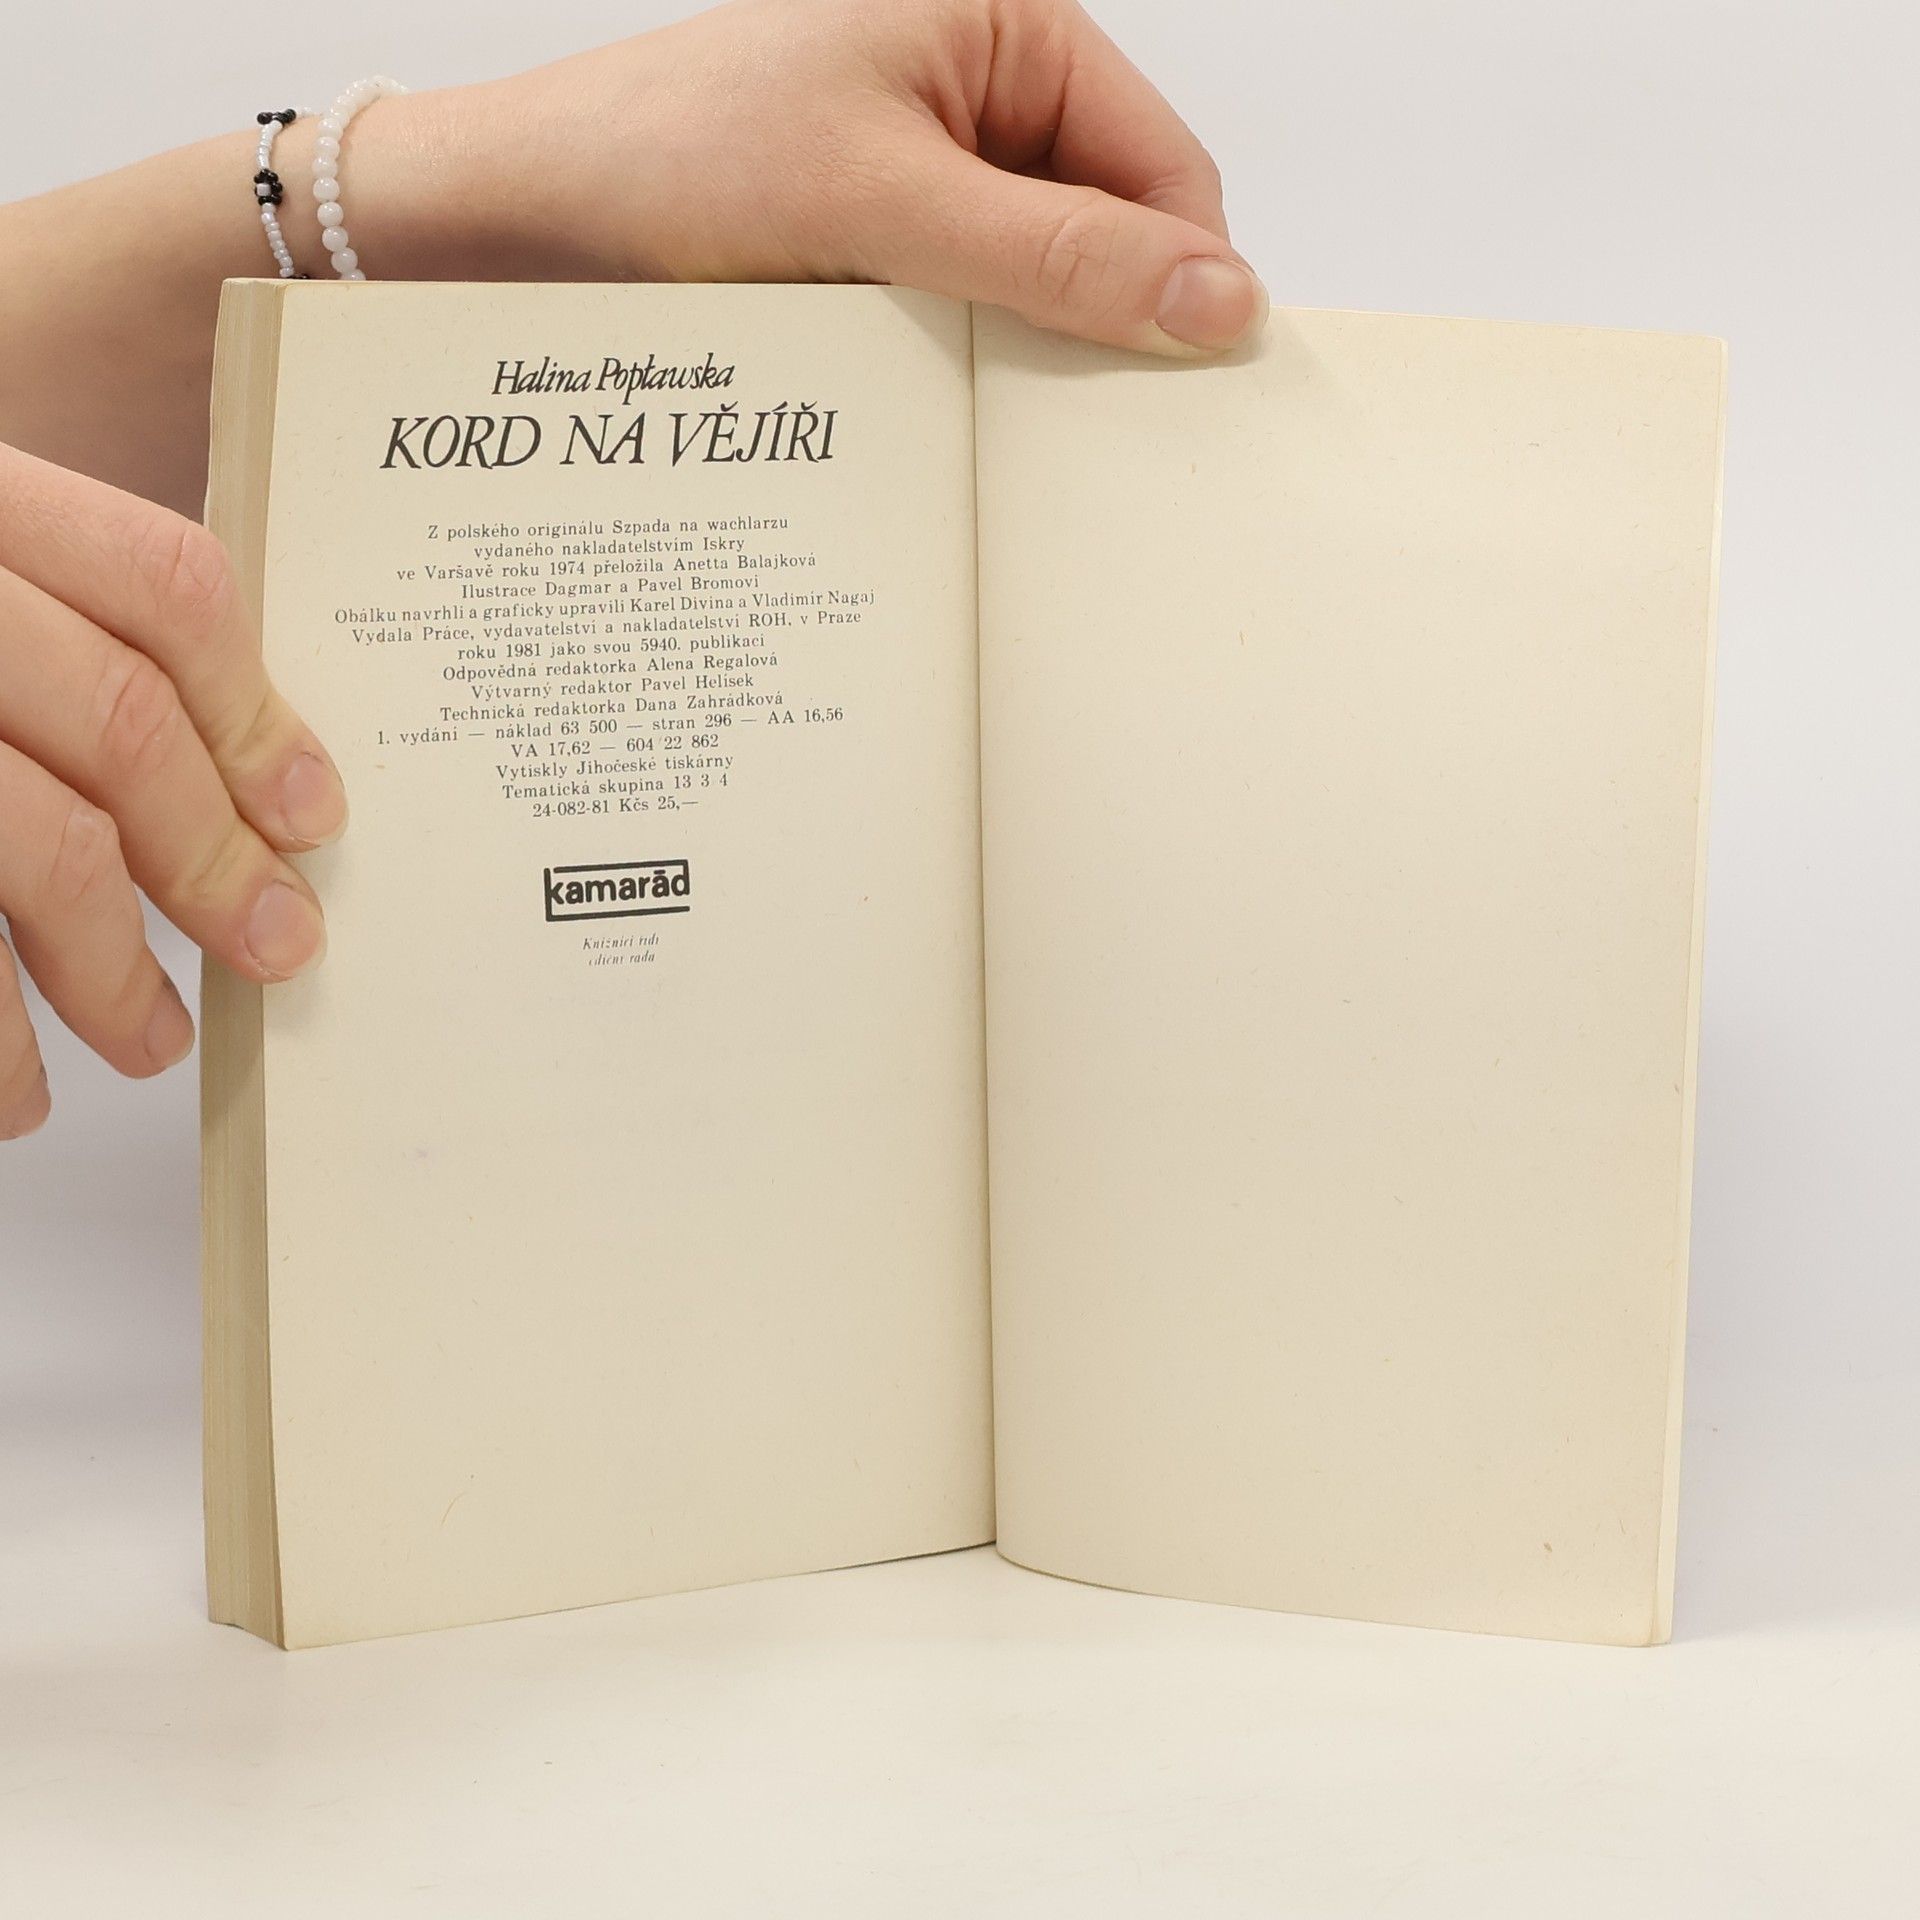 Halina Popławska
KORD NA VĚJÍŘI
Z polského originálu Szpada na wachlarzu
vydaného nakladatelstvím Iskry
ve Varšavě roku 1974 přeložila Anetta Balajková
Ilustrace Dagmar a Pavel Bromovi
Obálku navrhli a graficky upravili Karel Divina a Vladimír Nagaj
Vydala Práce, vydavatelství a nakladatelství ROH, v Praze
roku 1981 jako svou 5940. publikaci
Odpovědná redaktorka Alena Regalová
Výtvarný redaktor Pavel Helísek
Technická redaktorka Dana Zahrádková
1. vydání — náklad 63 500 — stran 296 — AA 16,56
VA 17,62 — 604 22 862
Vytiskly Jihočeské tiskárny
Tematická skupina 13 3 4
24-082-81 Kčs 25,—
kamarád
Knižnici řídí
ediční rada